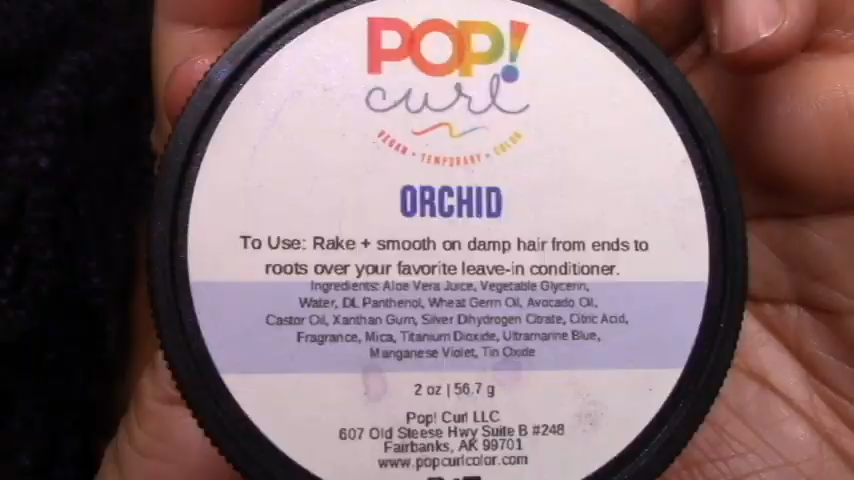 POP!
curl
VEGAN • TEMPORARY • COLOR
ORCHID
To Use: Rake + smooth on damp hair from ends to
roots over your favorite leave-in conditioner.
Ingredients: Aloe Vera Juice, Vegetable Glycerin,
Water, DL Panthenol, Wheat Germ Oil, Avocado Oil,
Castor Oil, Xanthan Gum, Silver Dihydrogen Citrate, Citric Acid,
Fragrance, Mica, Titanium Dioxide, Ultramarine Blue,
Manganese Violet, Tin Oxide
2 oz | 56.7 g
Pop! Curl LLC
607 Old Steese Hwy Suite B #248
Fairbanks, AK 99701
www.popcurlcolor.com